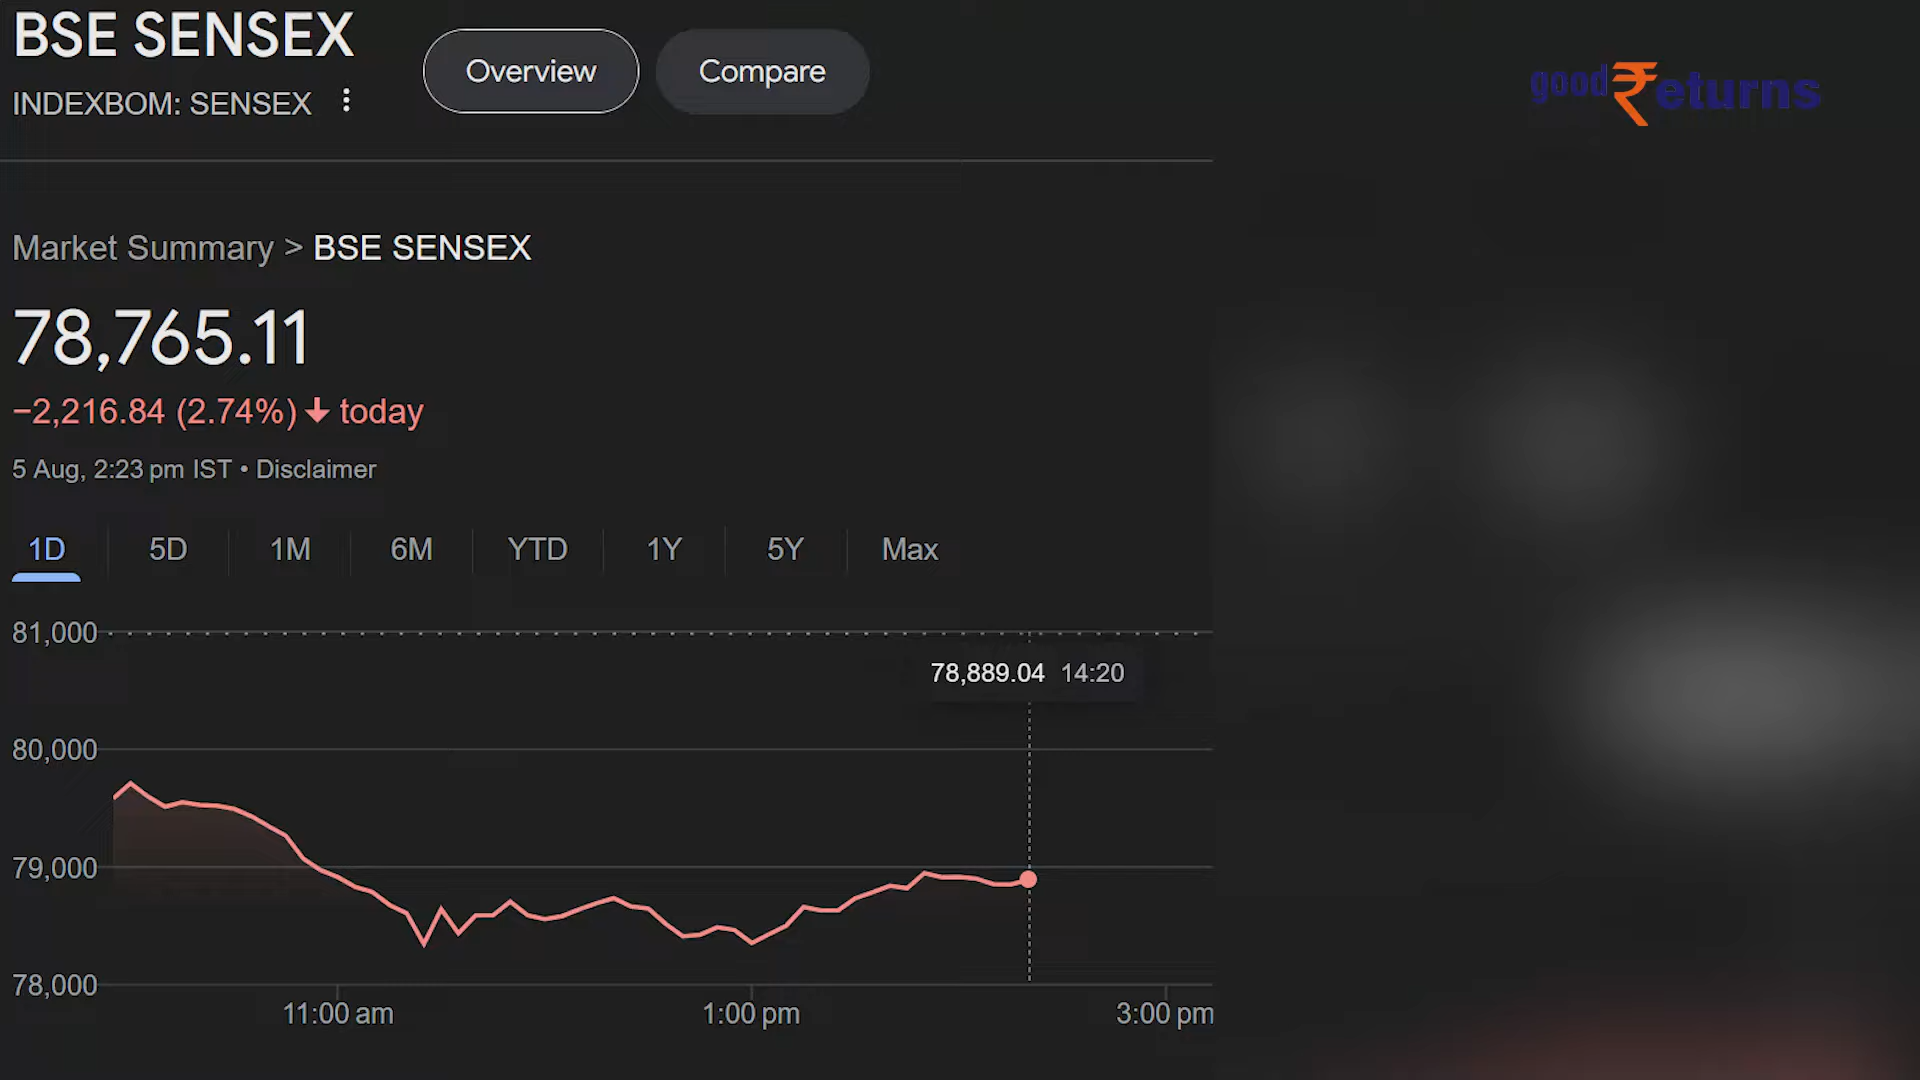 BSE SENSEX
INDEXBOM: SENSEX
Overview
Compare
good₹eturns
Market Summary > BSE SENSEX
78,765.11
−2,216.84 (2.74%) ↓ today
5 Aug, 2:23 pm IST • Disclaimer
1D 5D 1M 6M YTD 1Y 5Y Max
81,000
78,889.04 14:20
80,000
79,000
78,000
11:00 am 1:00 pm 3:00 pm